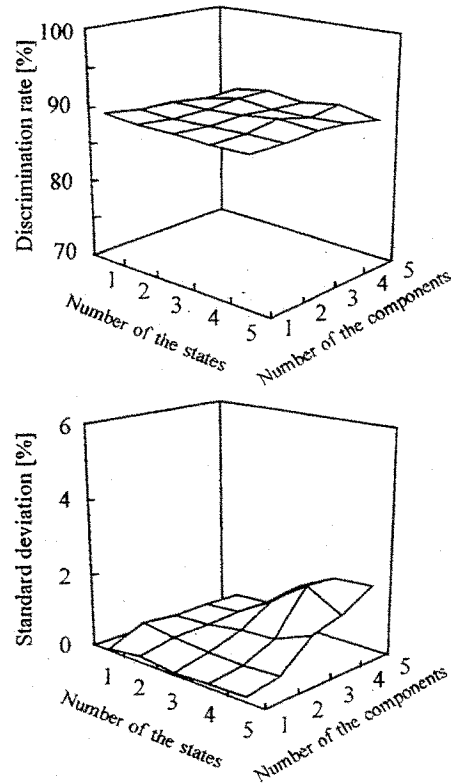 Discrimination rate [%]
100
90
80
70
1 2 3 4 5
Number of the states
1 2 3 4 5
Number of the components
Standard deviation [%]
6
4
2
0
1 2 3 4 5
Number of the states
1 2 3 4 5
Number of the components